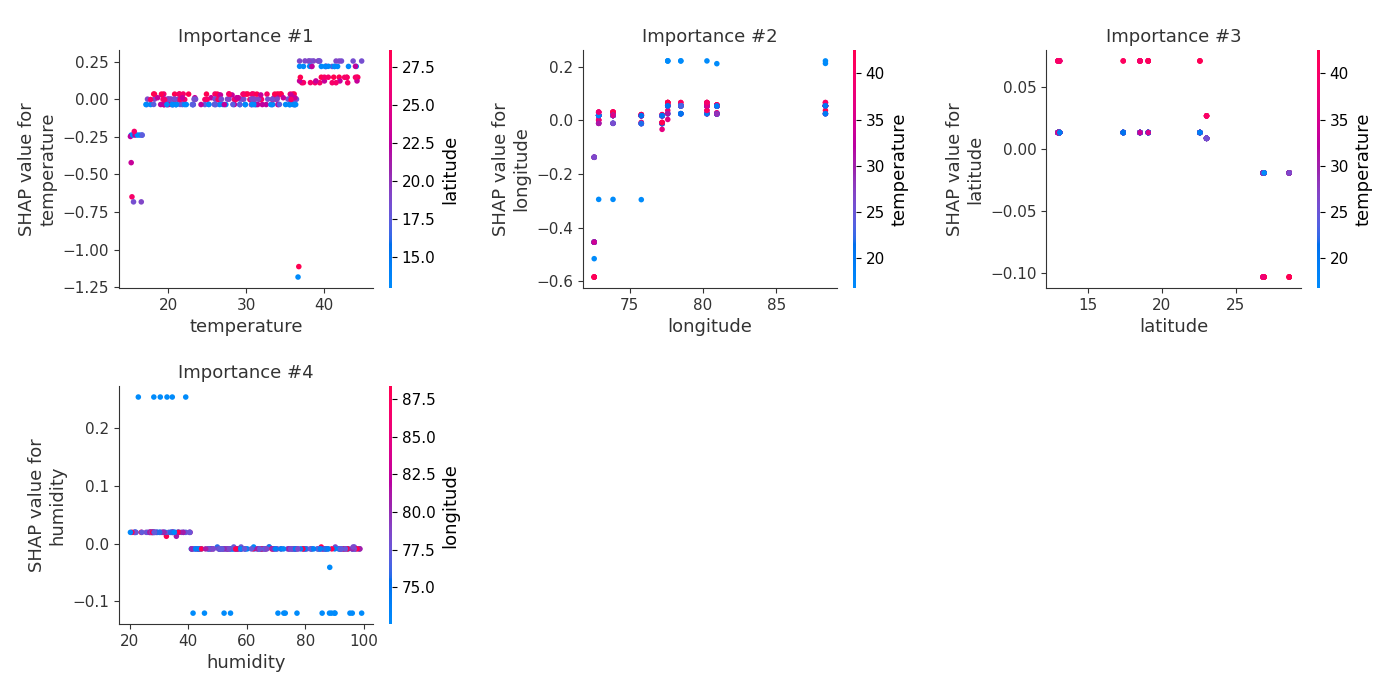 Importance #1
SHAP value for
temperature
0.25
0.00
−0.25
−0.50
−0.75
−1.00
−1.25
20
40
temperature
27.5
25.0
22.5
20.0
17.5
15.0
latitude
Importance #2
SHAP value for
longitude
0.2
0.0
−0.2
−0.4
−0.6
75
80
85
longitude
40
35
30
25
20
temperature
Importance #3
SHAP value for
latitude
0.05
0.00
−0.05
−0.10
15
20
25
latitude
40
35
30
25
20
temperature
Importance #4
SHAP value for
humidity
0.2
0.1
0.0
−0.1
20
40
60
80
100
humidity
87.5
85.0
82.5
80.0
77.5
75.0
longitude